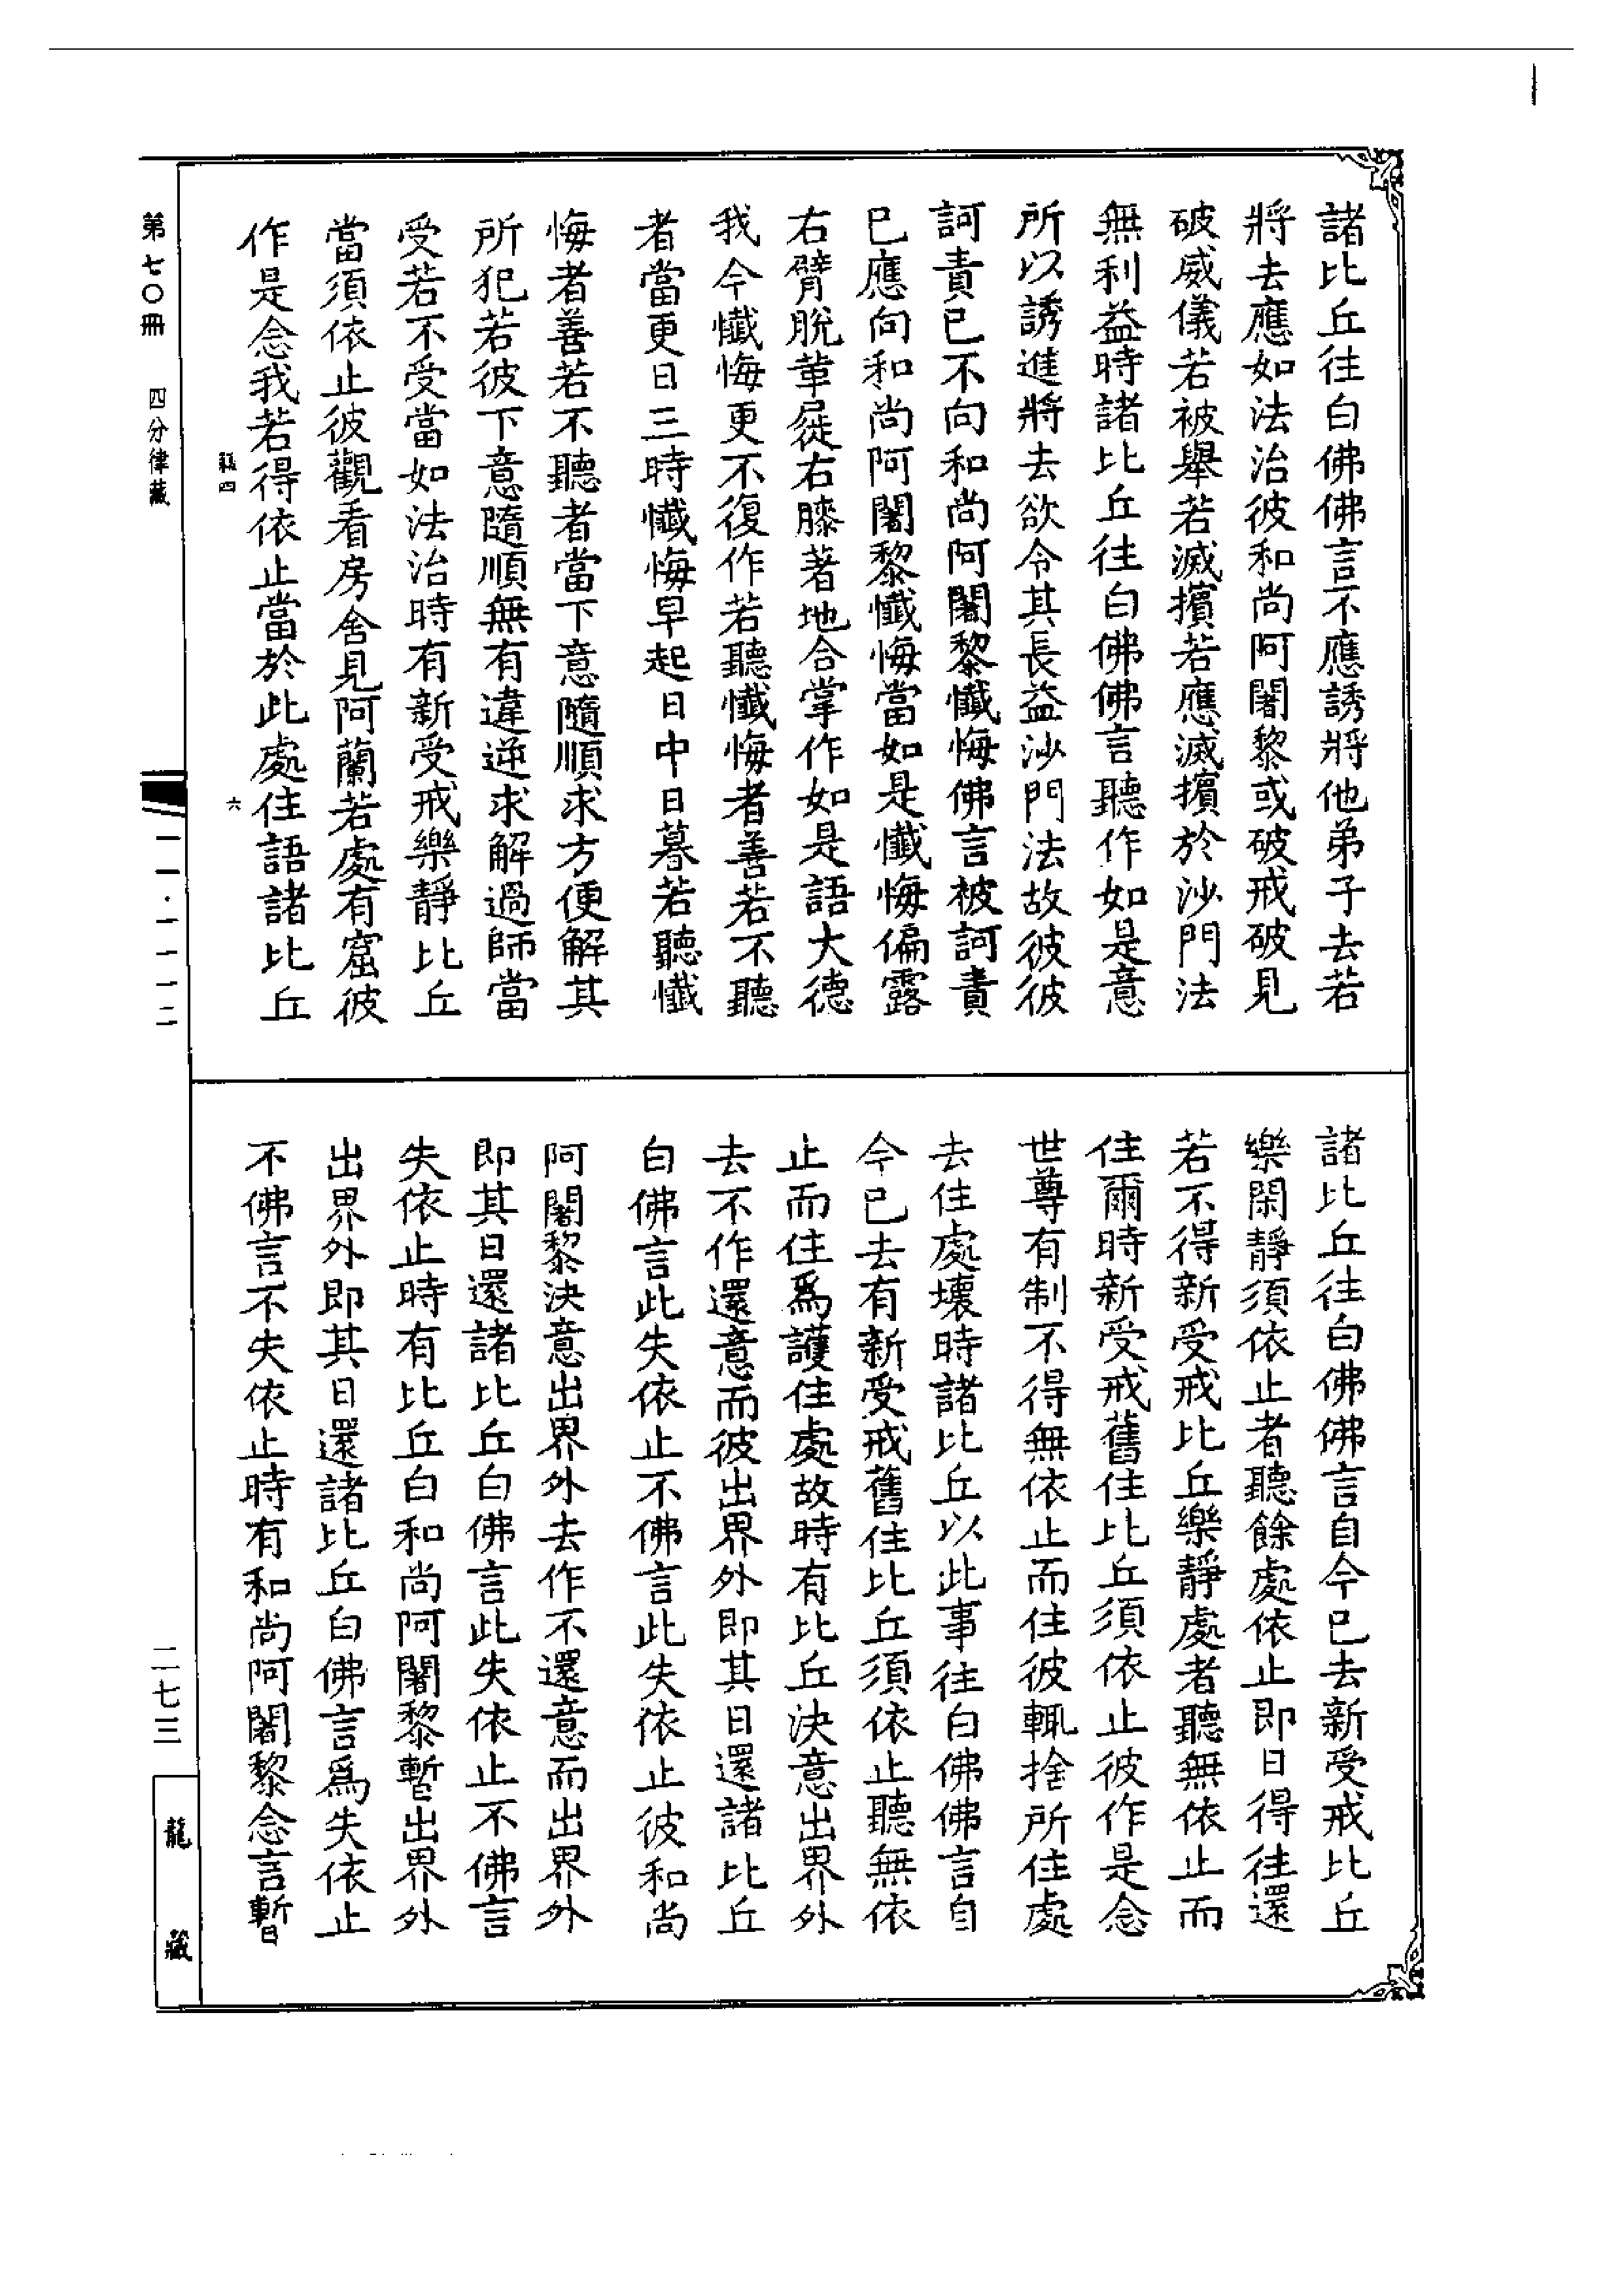 諸比丘往白佛佛言不應誘將他弟子去若
將去應如法治彼和尚阿闍黎或破戒破見
破威儀若被舉若滅擯若應滅擯於沙門法
無利益時諸比丘往白佛佛言聽作如是意
所以誘進將去欲令其長益沙門法故彼彼
訶責已不向和尚阿闍黎懺悔佛言被訶責
已應向和尚阿闍黎懺悔當如是懺悔偏露
右臂脫革屣右膝著地合掌作如是語大德
我今懺悔更不復作若聽懺悔者善若不聽
者當更日三時懺悔早起日中日暮若聽懺
悔者善若不聽者當下意隨順求方便解其
所犯若彼下意隨順無有違逆求解過師當
受若不受當如法治時有新受戒樂靜比丘
當須依止彼觀看房舍見阿蘭若處有窟彼
作是念我若得依止當於此處住語諸比丘
諸比丘往白佛佛言自今已去新受戒比丘
樂閑靜須依止者聽餘處依止即日得往還
若不得新受戒比丘樂靜處者聽無依止而
住爾時新受戒舊住比丘須依止彼作是念
世尊有制不得無依止而住彼輒捨所住處
去住處壞時諸比丘以此事往白佛佛言自
今已去有新受戒舊住比丘須依止聽無依
止而住為護住處故時有比丘決意出界外
去不作還意而彼出界外即其日還諸比丘
白佛言此失依止不佛言此失依止彼和尚
阿闍黎決意出界外去作不還意而出界外
即其日還諸比丘白佛言此失依止不佛言
失依止時有比丘白和尚阿闍黎暫出界外
出界外即其日還諸比丘白佛言為失依止
不佛言不失依止時有和尚阿闍黎念言暫
第七〇冊 四分律藏
六
一一·一一一二
二七三
龍藏